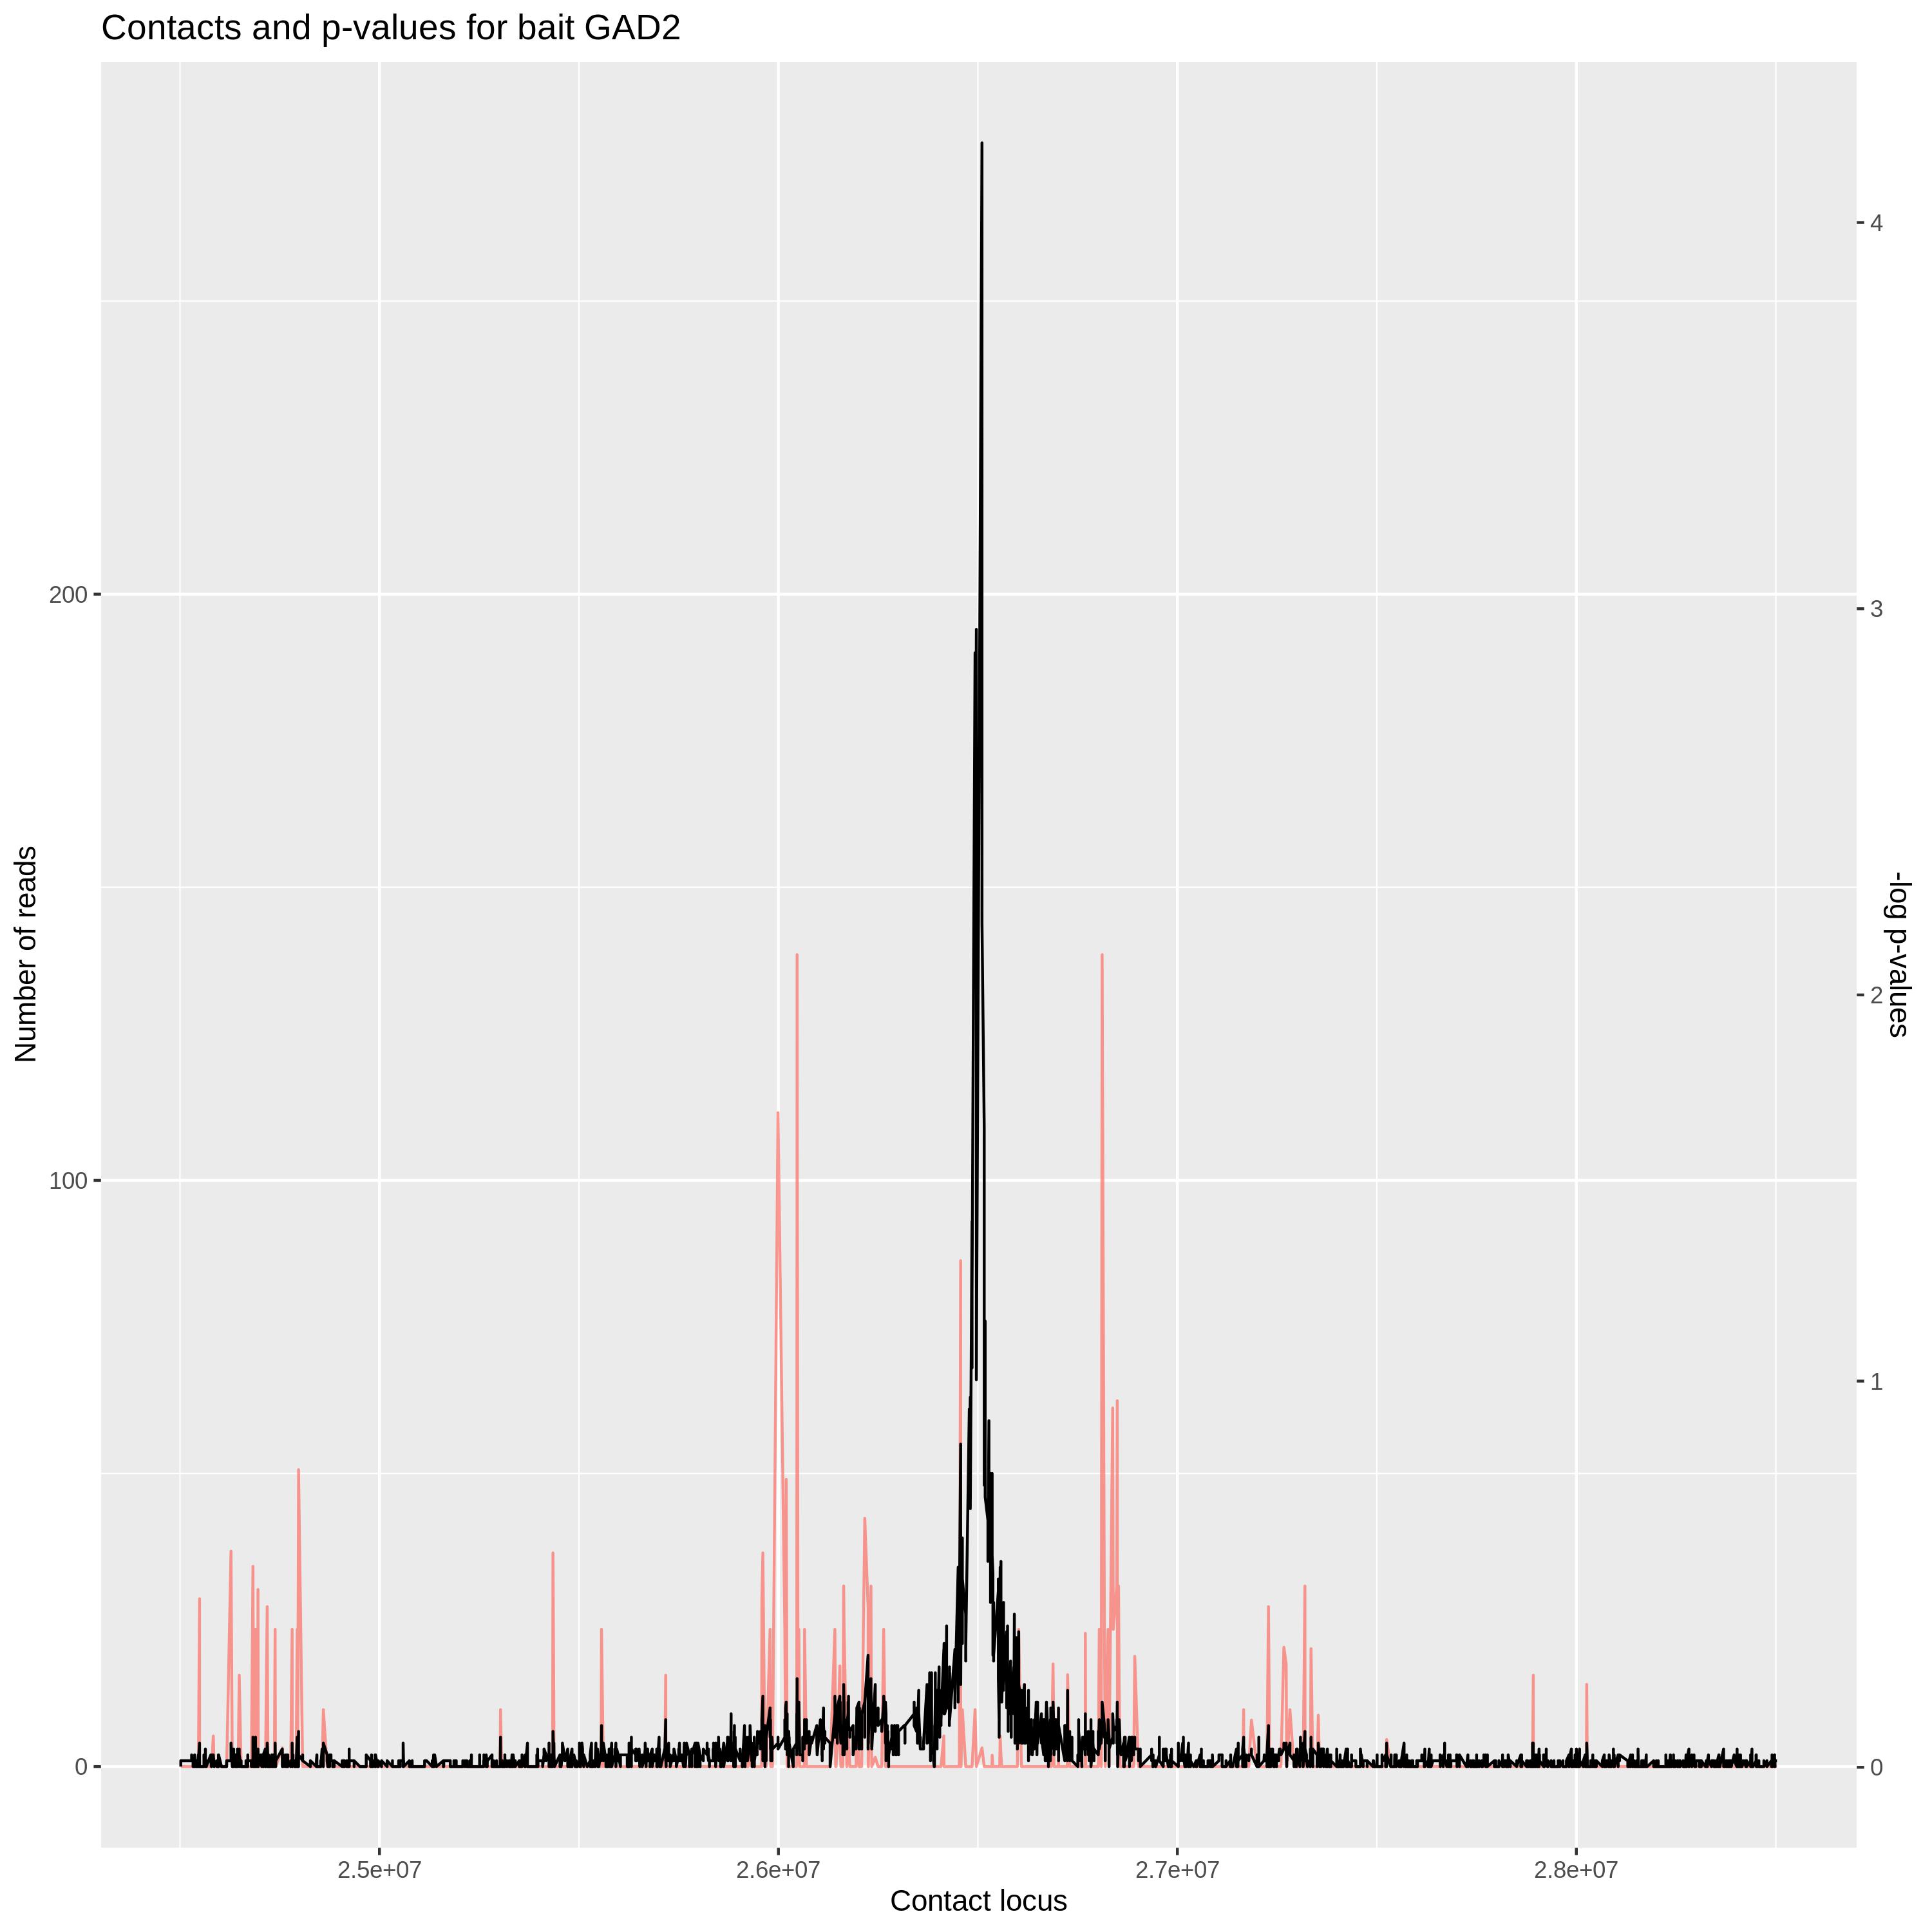 Contacts and p-values for bait GAD2
Number of reads
200
100
0
4
3
2
1
0
-log p-values
2.5e+07
2.6e+07
2.7e+07
2.8e+07
Contact locus